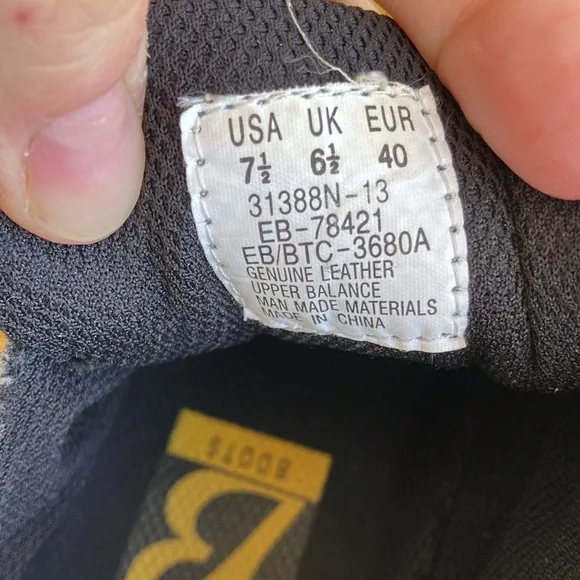 USA UK EUR
7½ 6½ 40
31388N-13
EB-78421
EB/BTC-3680A
GENUINE LEATHER
UPPER BALANCE
MAN MADE MATERIALS
MADE IN CHINA
BOOTS